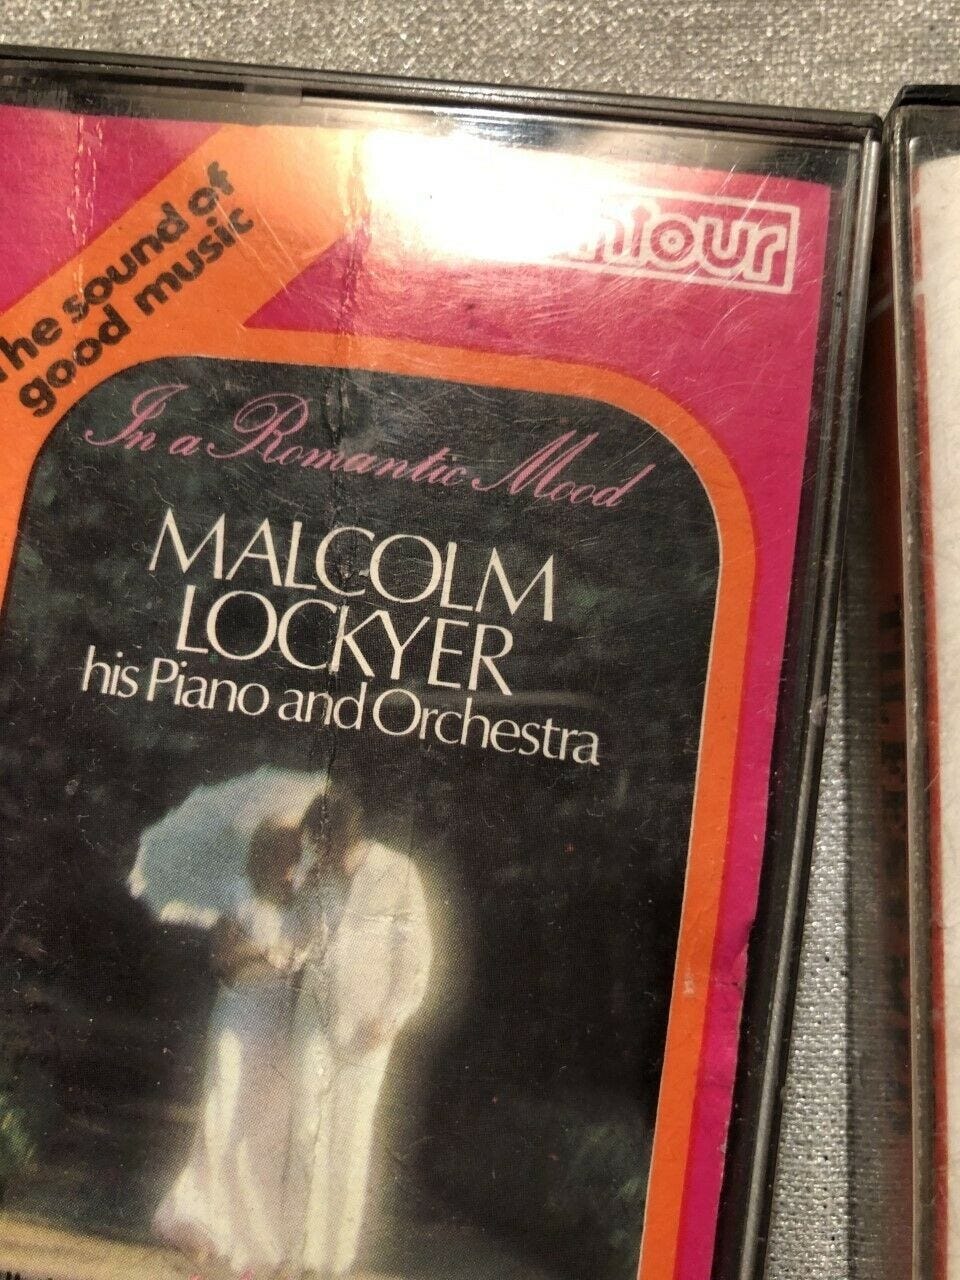 The sound of
good music
In a Romantic Mood
MALCOLM
LOCKYER
his Piano and Orchestra